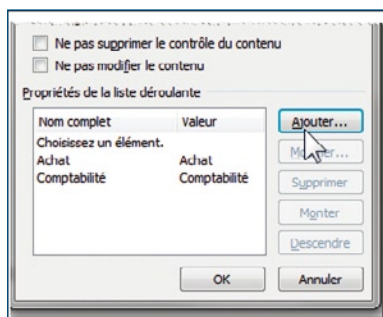 Ne pas supprimer le contrôle du contenu
Ne pas modifier le contenu
Propriétés de la liste déroulante
Nom complet Valeur
Choisissez un élément.
Achat Achat
Comptabilité Comptabilité
Ajouter...
Supprimer
Monter
Descendre
OK Annuler